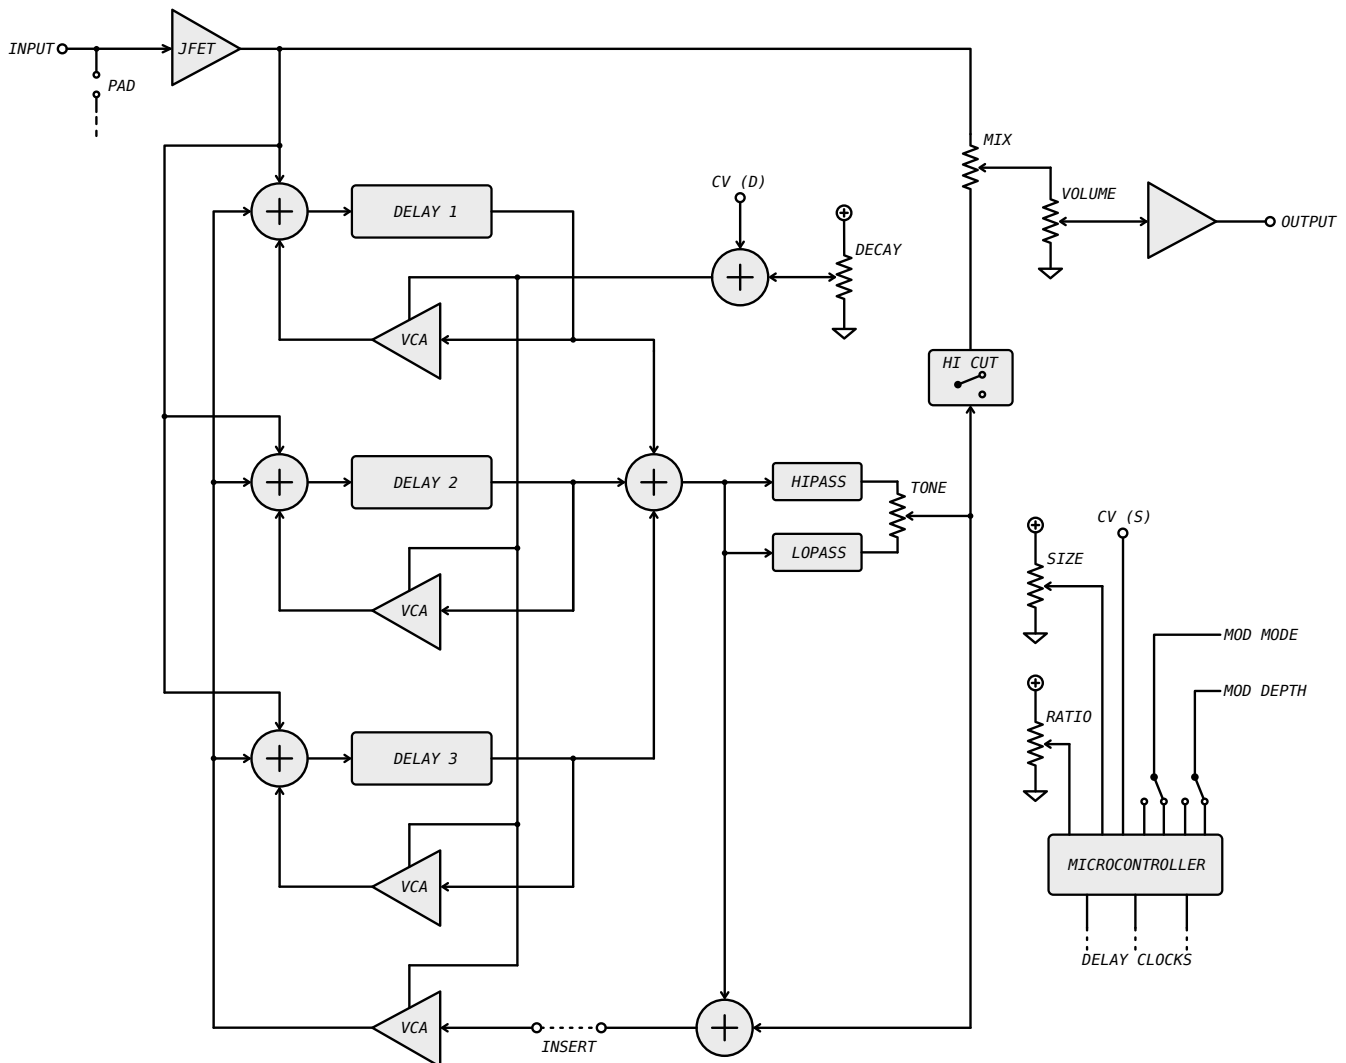 INPUT
JFET
PAD
MIX
CV (D)
VOLUME
DELAY 1
OUTPUT
DECAY
VCA
HI CUT
DELAY 2
HIPASS
TONE
LOPASS
CV (S)
SIZE
VCA
MOD MODE
MOD DEPTH
RATIO
DELAY 3
MICROCONTROLLER
VCA
DELAY CLOCKS
VCA
INSERT